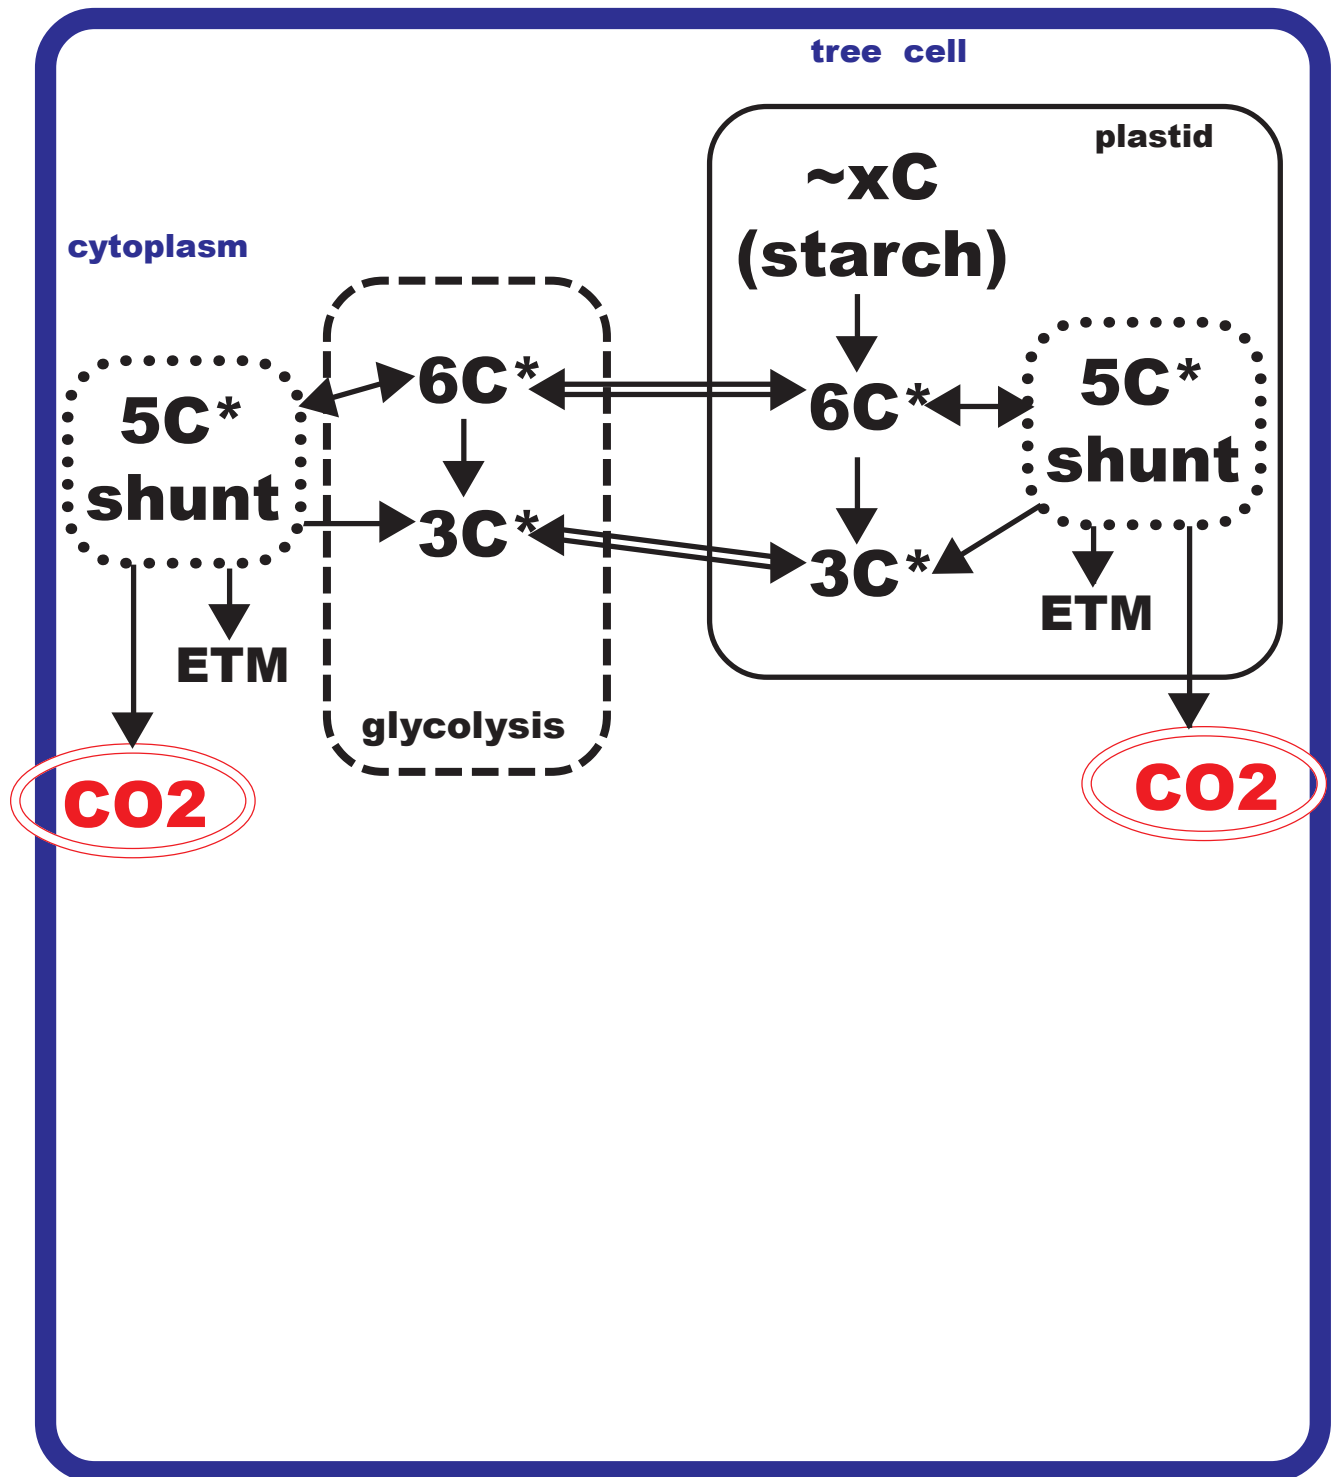 tree cell
plastid
~xC
(starch)
cytoplasm
6C*
5C*
shunt
3C*
ETM
glycolysis
CO2
6C*
5C*
shunt
3C*
ETM
CO2